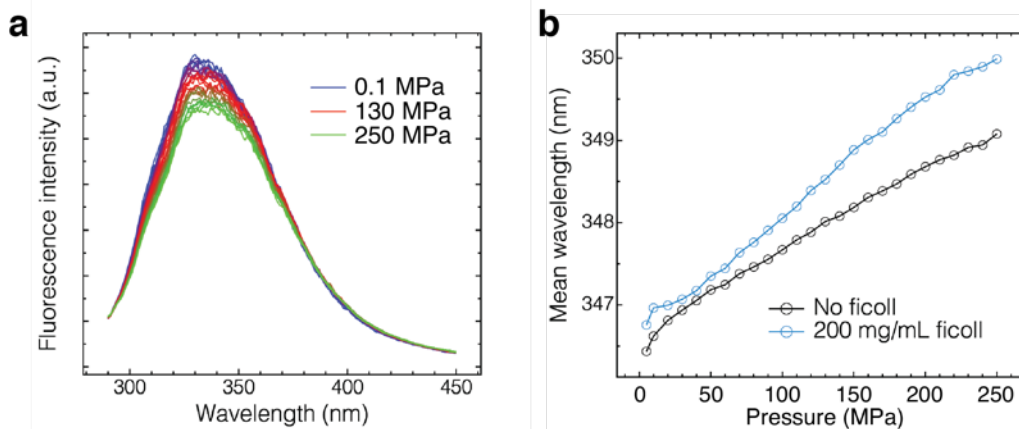 a
Fluorescence intensity (a.u.)
0.1 MPa
130 MPa
250 MPa
300
350
400
450
Wavelength (nm)
b
Mean wavelength (nm)
350
349
348
347
No ficoll
200 mg/mL ficoll
0
50
100
150
200
250
Pressure (MPa)